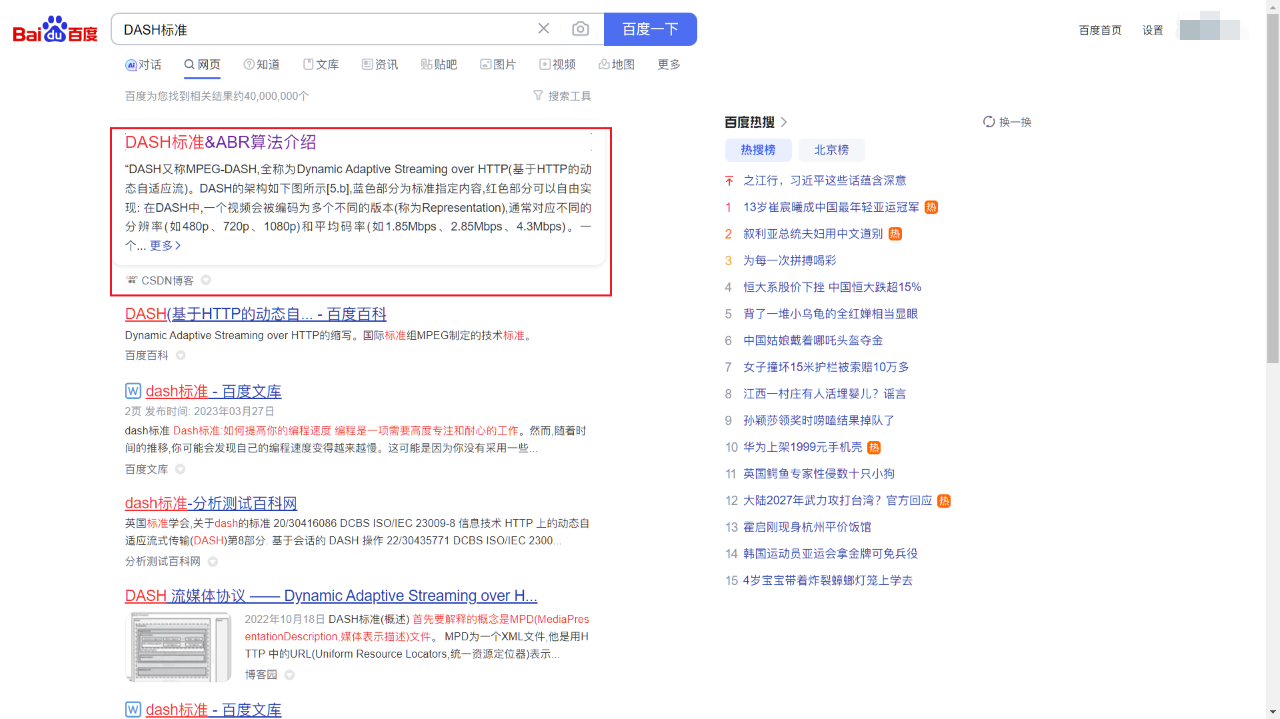 Bai du 百度
DASH标准
百度一下
百度首页
设置
对话
网页
知道
文库
资讯
贴吧
图片
视频
地图
更多
百度为您找到相关结果约40,000,000个
搜索工具
DASH标准&ABR算法介绍
“DASH又称MPEG-DASH,全称为Dynamic Adaptive Streaming over HTTP(基于HTTP的动
态自适应流)。DASH的架构如下图所示[5.b],蓝色部分为标准指定内容,红色部分可以自由实
现: 在DASH中,一个视频会被编码为多个不同的版本(称为Representation),通常对应不同的
分辨率(如480p、720p、1080p)和平均码率(如1.85Mbps、2.85Mbps、4.3Mbps)。一
个... 更多
CSDN博客
DASH(基于HTTP的动态自... - 百度百科
Dynamic Adaptive Streaming over HTTP的缩写。国际标准组MPEG制定的技术标准。
百度百科
dash标准 - 百度文库
2页 发布时间: 2023年03月27日
dash标准 Dash标准:如何提高你的编程速度 编程是一项需要高度专注和耐心的工作。然而,随着时
间的推移,你可能会发现自己的编程速度变得越来越慢。这可能是因为你没有采用一些...
百度文库
dash标准-分析测试百科网
英国标准学会,关于dash的标准 20/30416086 DCBS ISO/IEC 23009-8 信息技术 HTTP 上的动态自
适应流式传输(DASH)第8部分. 基于会话的 DASH 操作 22/30435771 DCBS ISO/IEC 2300...
分析测试百科网
DASH 流媒体协议 —— Dynamic Adaptive Streaming over H...
2022年10月18日 DASH标准(概述) 首先要解释的概念是MPD(MediaPres
entationDescription,媒体表示描述)文件。 MPD为一个XML文件,他是用H
TTP 中的URL(Uniform Resource Locators,统一资源定位器)表示...
博客园
dash标准 - 百度文库
百度热搜
换一换
热搜榜
北京榜
之江行，习近平这些话蕴含深意
1 13岁崔宸曦成中国最年轻亚运冠军 热
2 叙利亚总统夫妇用中文道别 热
3 为每一次拼搏喝彩
4 恒大系股价下挫 中国恒大跌超15%
5 背了一堆小乌龟的全红婵相当显眼
6 中国姑娘戴着哪吒头盔夺金
7 女子撞坏15米护栏被索赔10万多
8 江西一村庄有人活埋婴儿？谣言
9 孙颖莎领奖时唠嗑结果掉队了
10 华为上架1999元手机壳 热
11 英国鳄鱼专家性侵数十只小狗
12 大陆2027年武力攻打台湾？官方回应 热
13 霍启刚现身杭州平价饭馆
14 韩国运动员亚运会拿金牌可免兵役
15 4岁宝宝带着炸裂蟑螂灯笼上学去